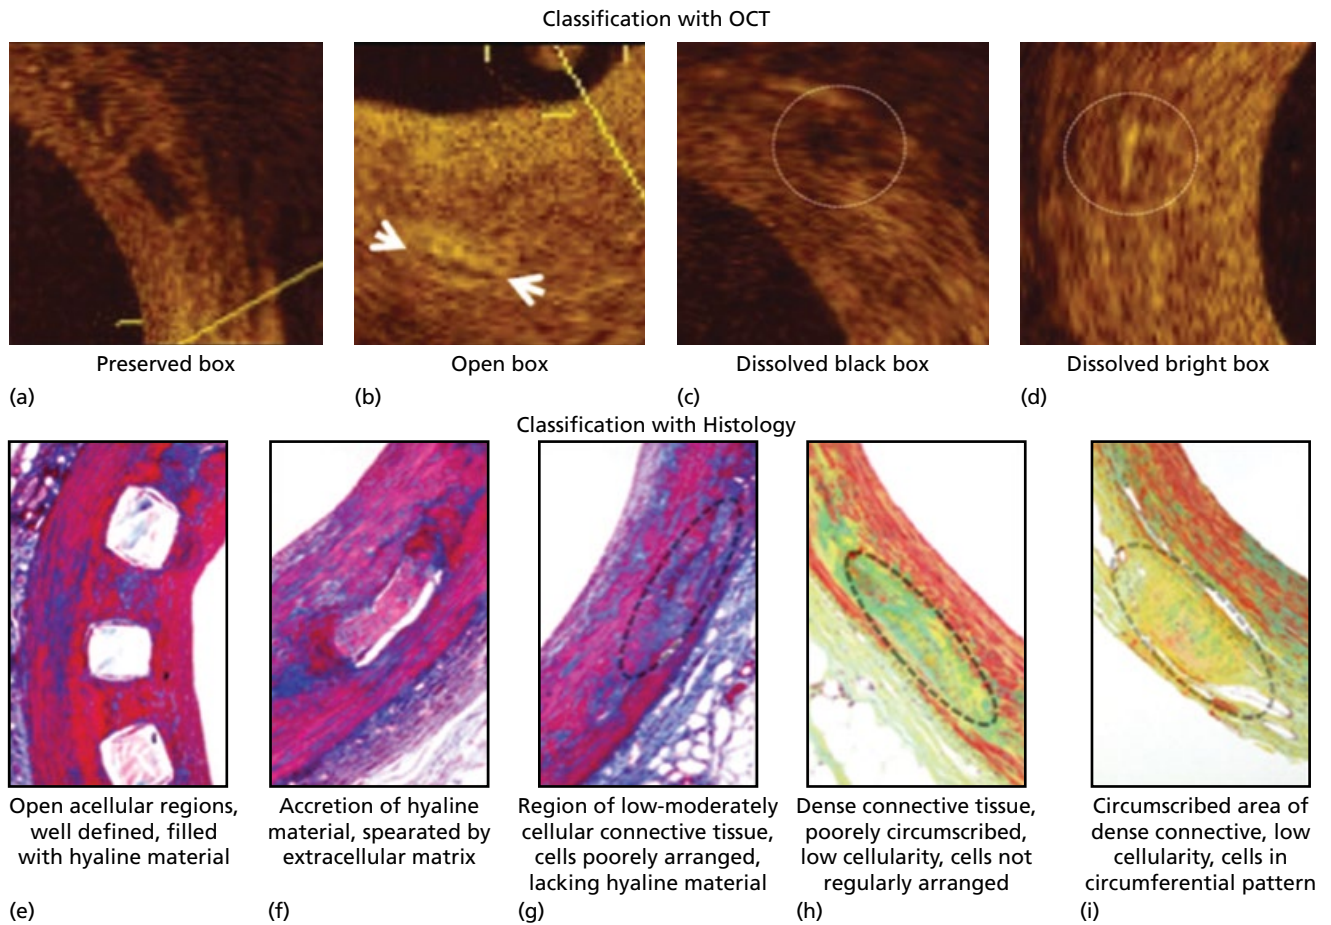 Classification with OCT
Preserved box
Open box
Dissolved black box
Dissolved bright box
(a)
(b)
(c)
(d)
Classification with Histology
Open acellular regions,
well defined, filled
with hyaline material
Accretion of hyaline
material, spearated by
extracellular matrix
Region of low-moderately
cellular connective tissue,
cells poorely arranged,
lacking hyaline material
Dense connective tissue,
poorely circumscribed,
low cellularity, cells not
regularly arranged
Circumscribed area of
dense connective, low
cellularity, cells in
circumferential pattern
(e)
(f)
(g)
(h)
(i)